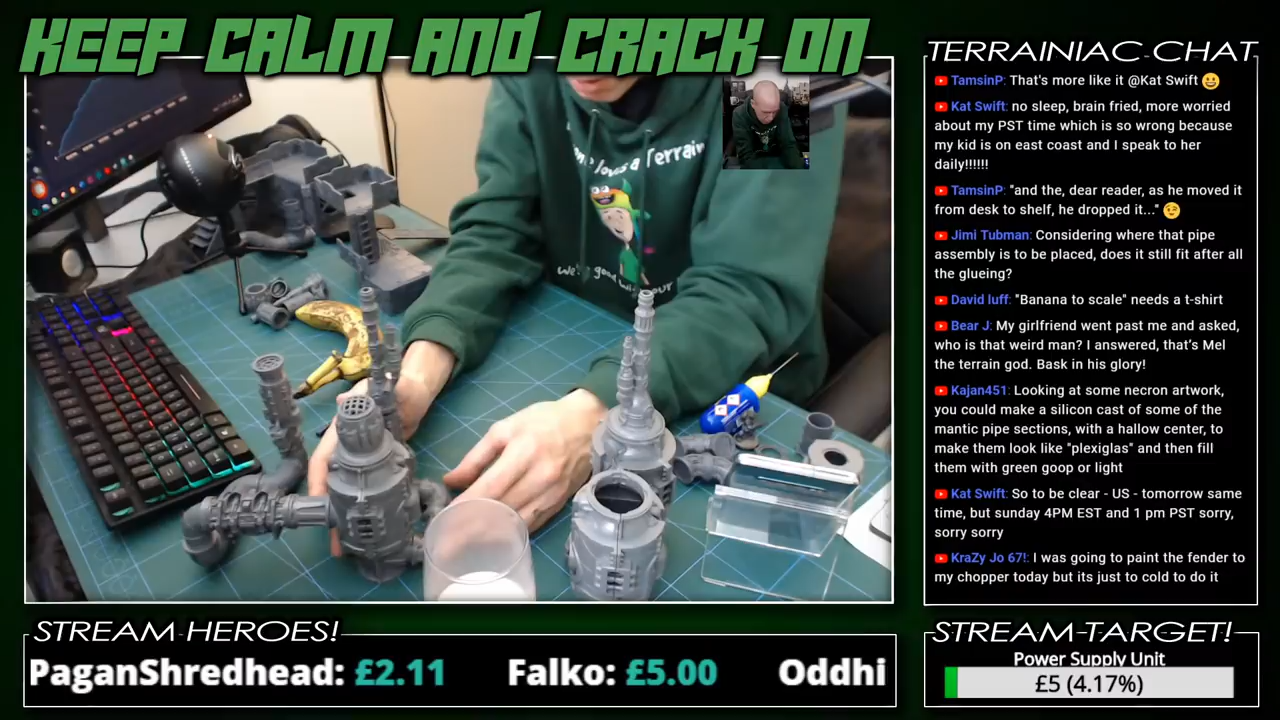 KEEP CALM AND CRACK ON
TERRAINIAC CHAT
TamsinP: That's more like it @Kat Swift
Kat Swift: no sleep, brain fried, more worried
about my PST time which is so wrong because
my kid is on east coast and I speak to her
daily!!!!!!
TamsinP: "and the, dear reader, as he moved it
from desk to shelf, he dropped it..."
Jimi Tubman: Considering where that pipe
assembly is to be placed, does it still fit after all
the glueing?
David luff: "Banana to scale" needs a t-shirt
Bear J: My girlfriend went past me and asked,
who is that weird man? I answered, that's Mel
the terrain god. Bask in his glory!
Kajan451: Looking at some necron artwork,
you could make a silicon cast of some of the
mantic pipe sections, with a hallow center, to
make them look like "plexiglas" and then fill
them with green goop or light
Kat Swift: So to be clear - US - tomorrow same
time, but sunday 4PM EST and 1 pm PST sorry,
sorry sorry
KraZy Jo 67!: I was going to paint the fender to
my chopper today but its just to cold to do it
loves a Terrain
We're good with our
STREAM HEROES!
PaganShredhead: £2.11 Falko: £5.00 Oddhi
STREAM TARGET!
Power Supply Unit
£5 (4.17%)